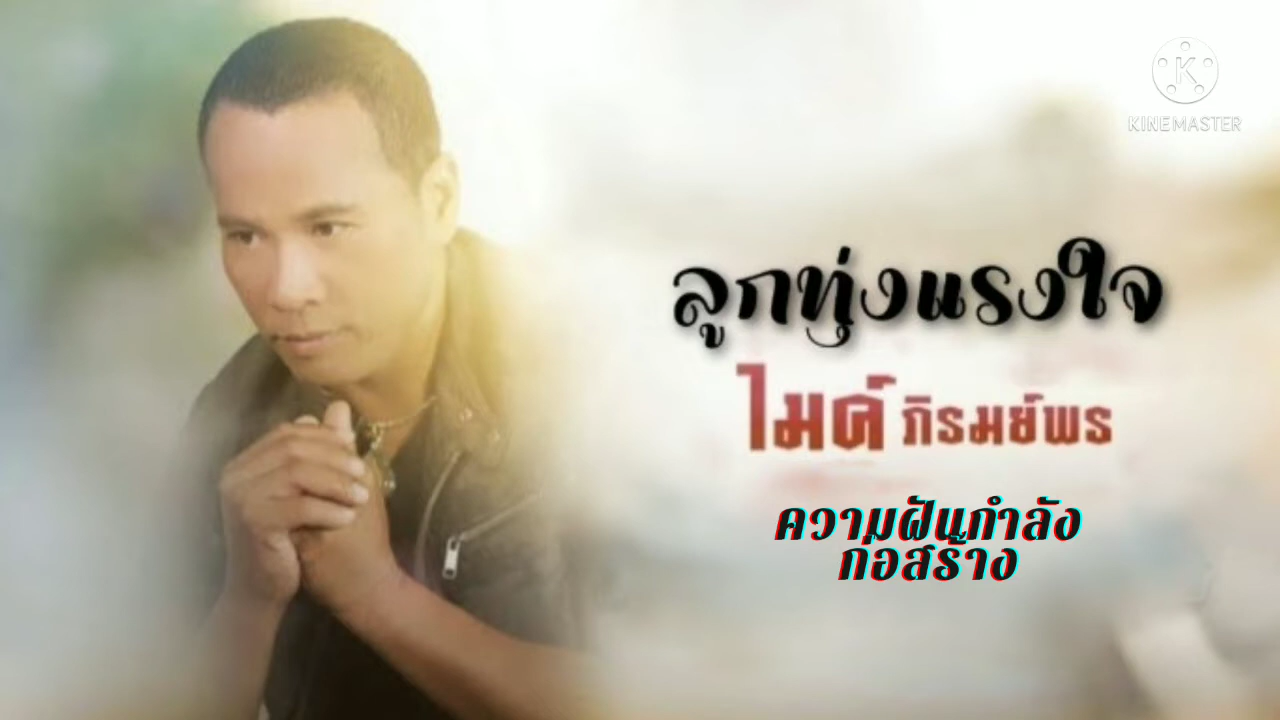 KINEMASTER
ลูกทุ่งแรงใจ
ไมค์ ภิรมย์พร
ความฝันกำลัง
ก่อสร้าง